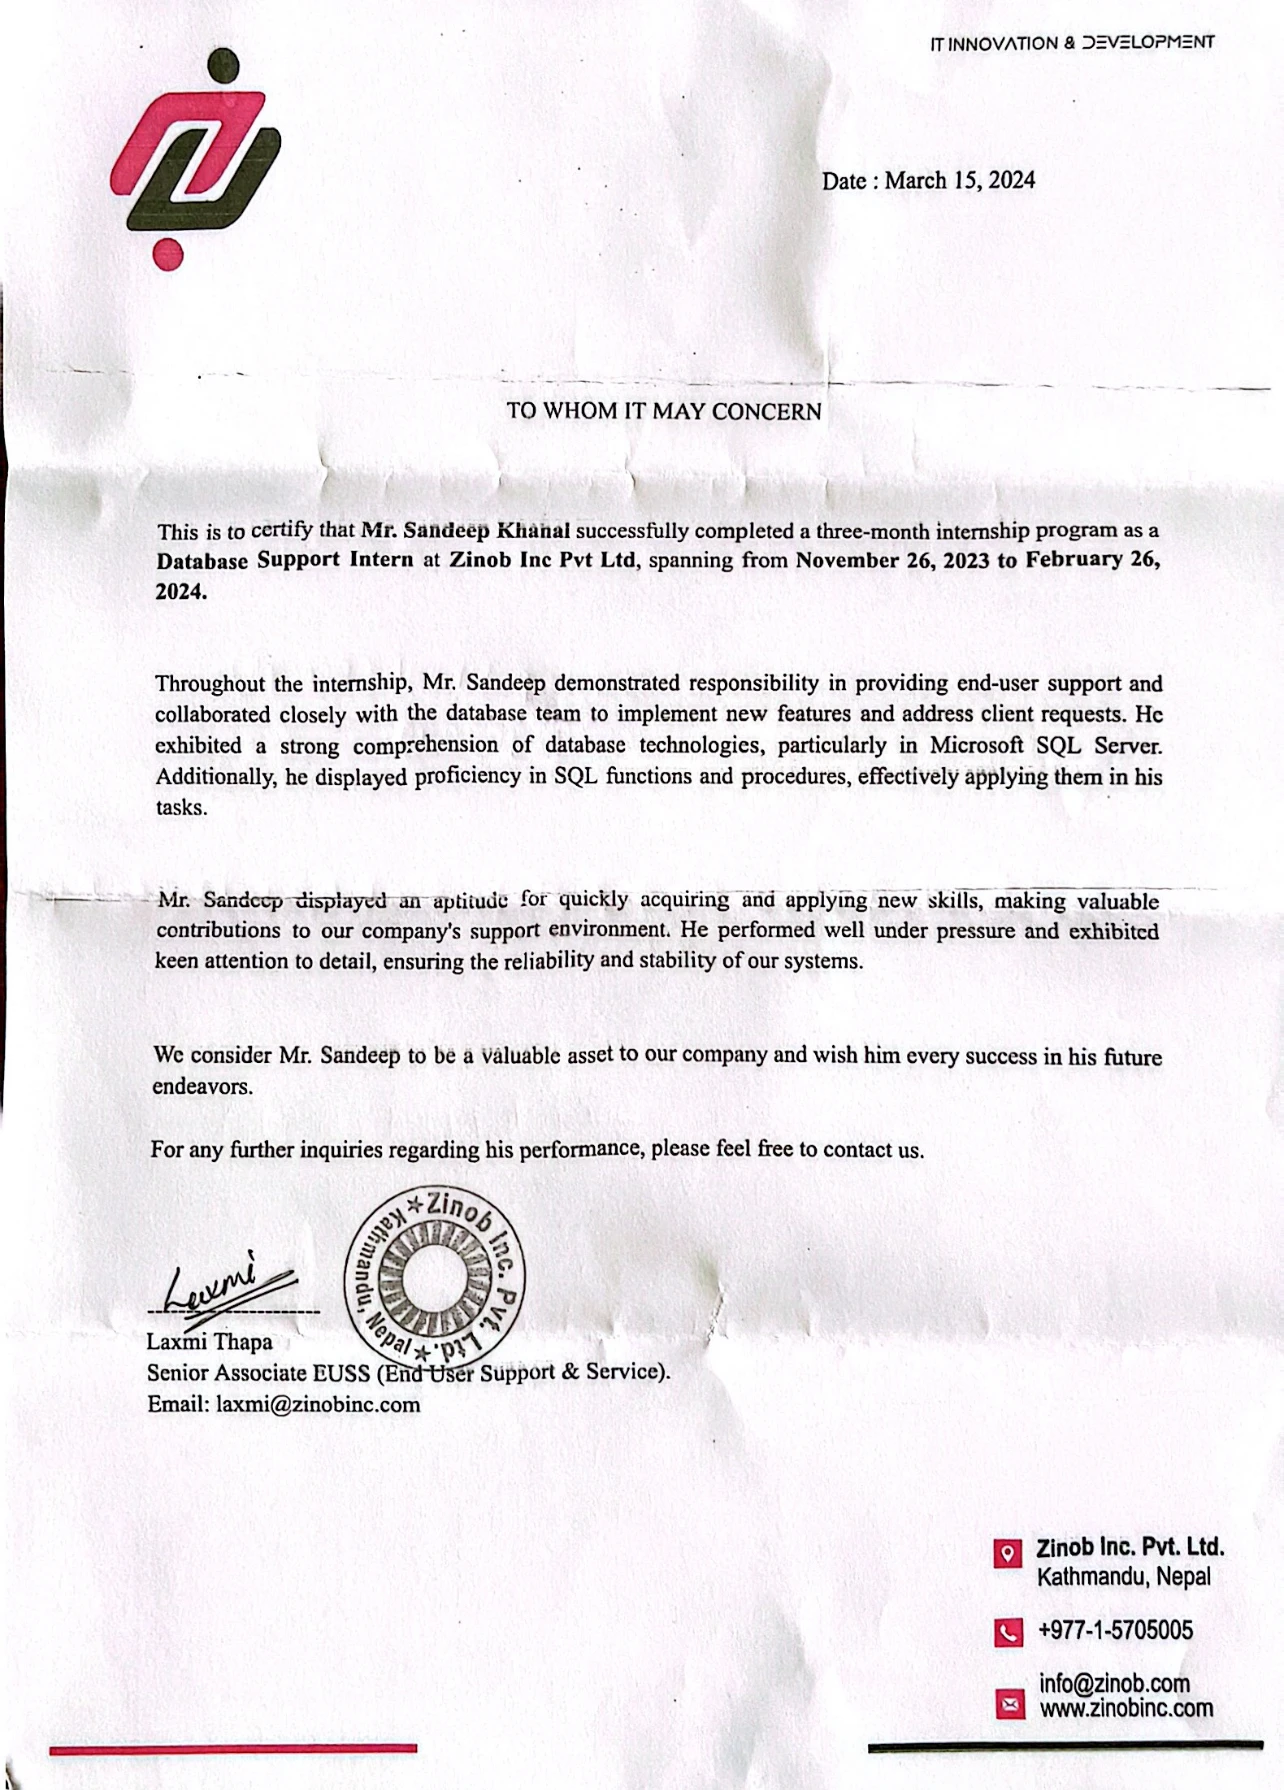 IT INNOVATION & DEVELOPMENT
Date : March 15, 2024
TO WHOM IT MAY CONCERN
This is to certify that Mr. Sandeep Khanal successfully completed a three-month internship program as a
Database Support Intern at Zinob Inc Pvt Ltd, spanning from November 26, 2023 to February 26,
2024.
Throughout the internship, Mr. Sandeep demonstrated responsibility in providing end-user support and
collaborated closely with the database team to implement new features and address client requests. He
exhibited a strong comprehension of database technologies, particularly in Microsoft SQL Server.
Additionally, he displayed proficiency in SQL functions and procedures, effectively applying them in his
tasks.
Mr. Sandeep displayed an aptitude for quickly acquiring and applying new skills, making valuable
contributions to our company's support environment. He performed well under pressure and exhibited
keen attention to detail, ensuring the reliability and stability of our systems.
We consider Mr. Sandeep to be a valuable asset to our company and wish him every success in his future
endeavors.
For any further inquiries regarding his performance, please feel free to contact us.
Zinob Inc. Pvt. Ltd.
Kathmandu, Nepal
Laxmi
Laxmi Thapa
Senior Associate EUSS (End User Support & Service).
Email: laxmi@zinobinc.com
Zinob Inc. Pvt. Ltd.
Kathmandu, Nepal
+977-1-5705005
info@zinob.com
www.zinobinc.com